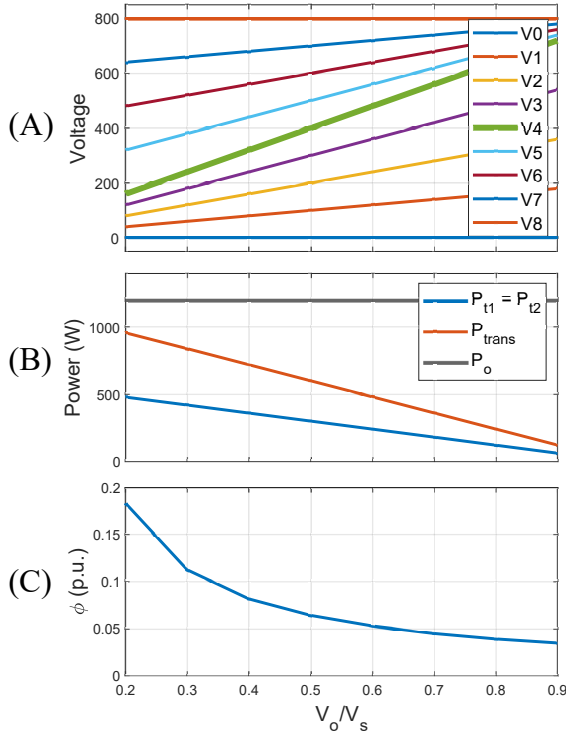 (A)
Voltage
800
600
400
200
0
V0
V1
V2
V3
V4
V5
V6
V7
V8
(B)
Power (W)
1000
500
0
P_t1 = P_t2
P_trans
P_o
(C)
ϕ (p.u.)
0.2
0.15
0.1
0.05
0
0.2 0.3 0.4 0.5 0.6 0.7 0.8 0.9
V_o/V_s